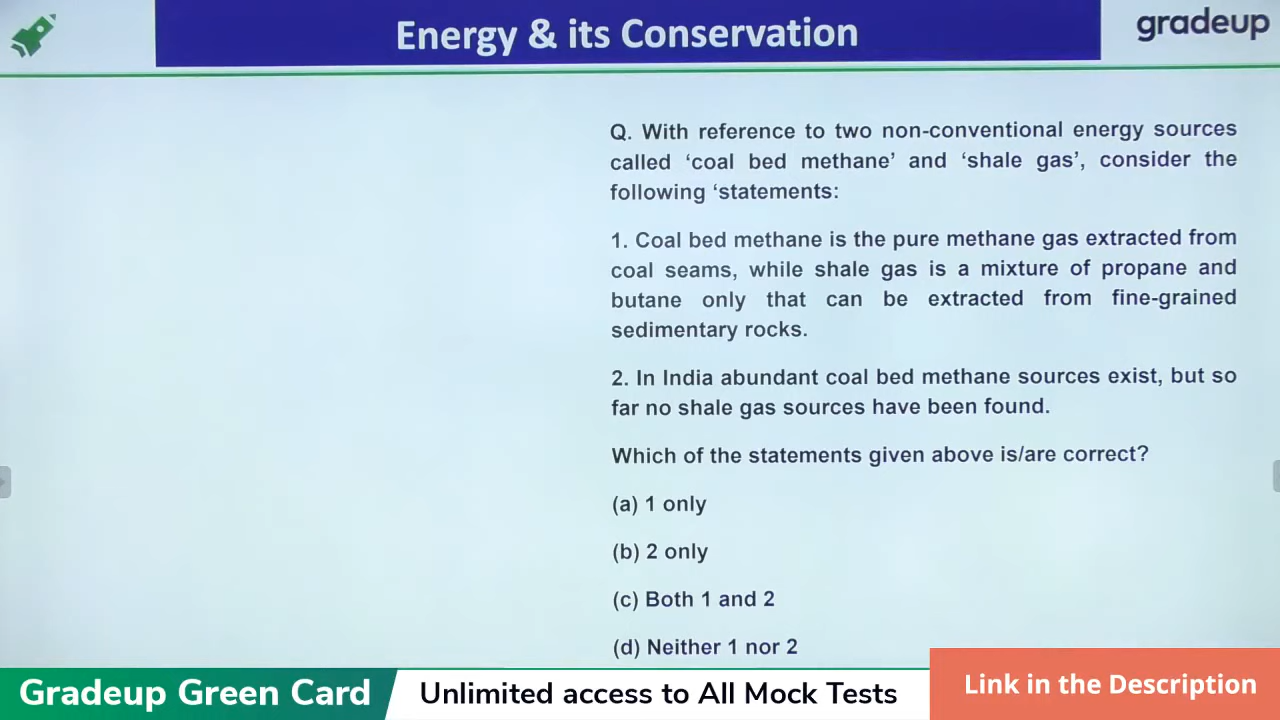 Energy & its Conservation
gradeup
Q. With reference to two non-conventional energy sources
called ‘coal bed methane’ and ‘shale gas’, consider the
following ‘statements:
1. Coal bed methane is the pure methane gas extracted from
coal seams, while shale gas is a mixture of propane and
butane only that can be extracted from fine-grained
sedimentary rocks.
2. In India abundant coal bed methane sources exist, but so
far no shale gas sources have been found.
Which of the statements given above is/are correct?
(a) 1 only
(b) 2 only
(c) Both 1 and 2
(d) Neither 1 nor 2
Gradeup Green Card
Unlimited access to All Mock Tests
Link in the Description